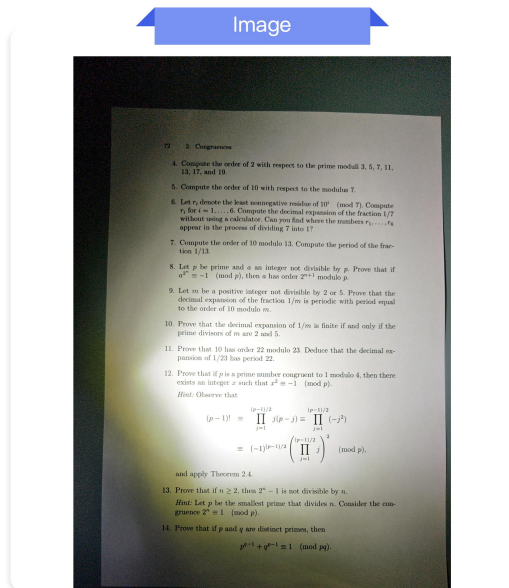 Image
72 2 Congruences
4. Compute the order of 2 with respect to the prime moduli 3, 5, 7, 11,
13, 17, and 19.
5. Compute the order of 10 with respect to the modulus 7.
6. Let rᵢ denote the least nonnegative residue of 10ⁱ (mod 7). Compute
rᵢ for i = 1, . . . , 6. Compute the decimal expansion of the fraction 1/7
without using a calculator. Can you find where the numbers r₁, . . . , r₆
appear in the process of dividing 7 into 1?
7. Compute the order of 10 modulo 13. Compute the period of the frac-
tion 1/13.
8. Let p be prime and a an integer not divisible by p. Prove that if
a^{2^n} ≡ −1 (mod p), then a has order 2ⁿ⁺¹ modulo p.
9. Let m be a positive integer not divisible by 2 or 5. Prove that the
decimal expansion of the fraction 1/m is periodic with period equal
to the order of 10 modulo m.
10. Prove that the decimal expansion of 1/m is finite if and only if the
prime divisors of m are 2 and 5.
11. Prove that 10 has order 22 modulo 23. Deduce that the decimal ex-
pansion of 1/23 has period 22.
12. Prove that if p is a prime number congruent to 1 modulo 4, then there
exists an integer x such that x² ≡ −1 (mod p).
Hint: Observe that
(p − 1)! ≡ ∏_{j=1}^{(p−1)/2} j(p − j) ≡ ∏_{j=1}^{(p−1)/2} (−j²)
≡ (−1)^{(p−1)/2} (∏_{j=1}^{(p−1)/2} j)² (mod p),
and apply Theorem 2.4.
13. Prove that if n ≥ 2, then 2ⁿ − 1 is not divisible by n.
Hint: Let p be the smallest prime that divides n. Consider the con-
gruence 2ⁿ ≡ 1 (mod p).
14. Prove that if p and q are distinct primes, then
p^{q−1} + q^{p−1} ≡ 1 (mod pq).